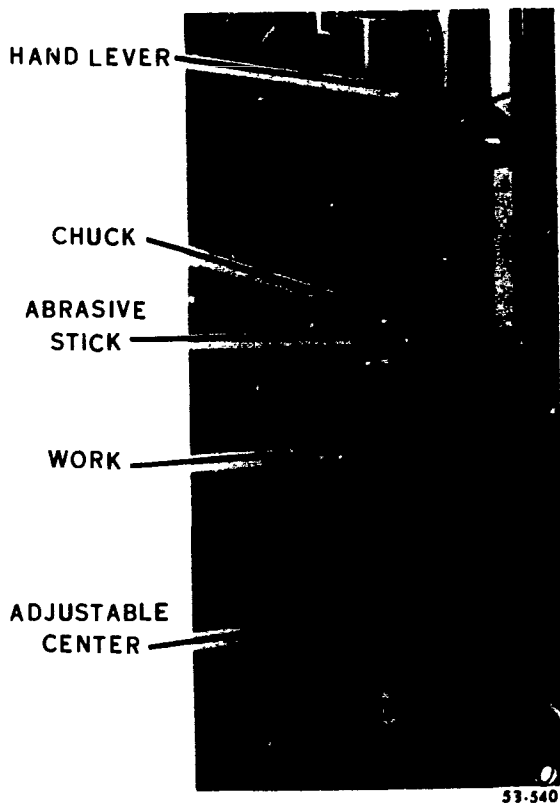 HAND LEVER
CHUCK
ABRASIVE
STICK
WORK
ADJUSTABLE
CENTER
53-540